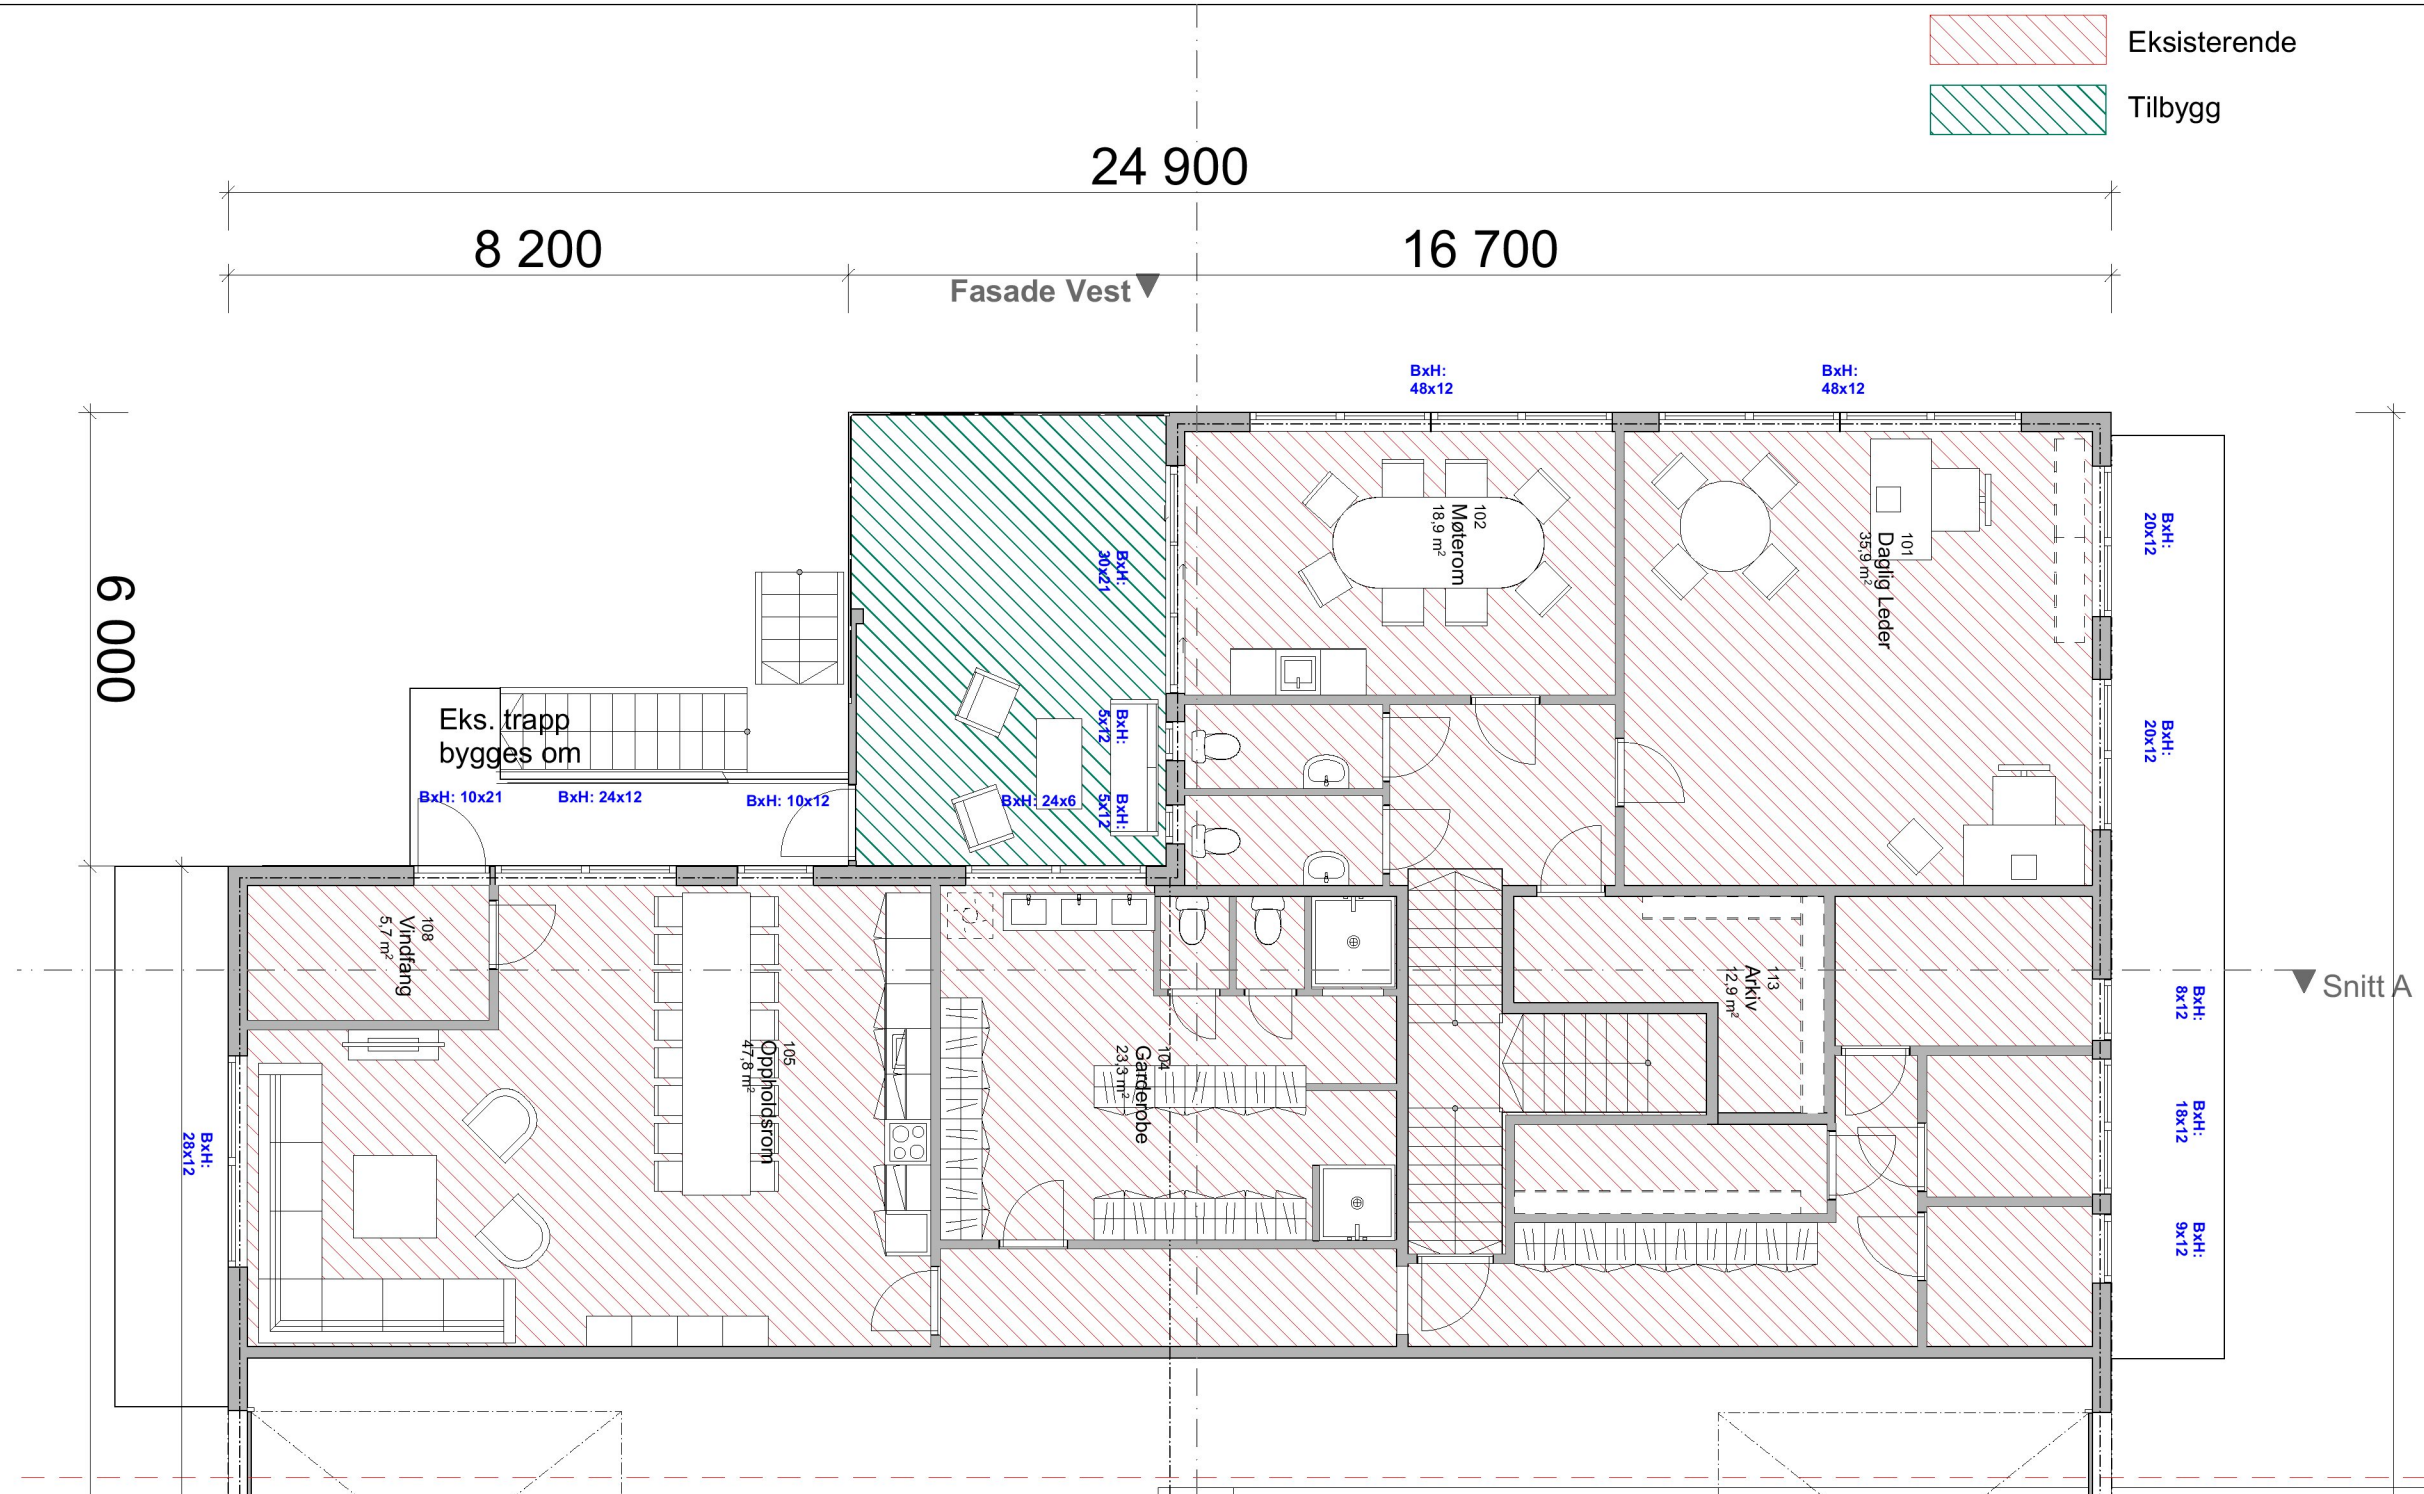 Eksisterende
Tilbygg
24 900
8 200
16 700
Fasade Vest
BxH:
48x12
BxH:
48x12
6 000
102
Møterom
18,9 m²
101
Daglig Leder
35,9 m²
BxH:
20x12
BxH:
30x21
Eks. trapp
bygges om
BxH:
5x12
BxH:
20x12
BxH: 10x21
BxH: 24x12
BxH: 10x12
BxH: 24x6
BxH:
5x12
108
Vindfang
5,7 m²
113
Arkiv
12,9 m²
Snitt A
BxH:
8x12
105
Oppholdsrom
47,8 m²
104
Garderobe
23,3 m²
BxH:
28x12
BxH:
18x12
BxH:
9x12